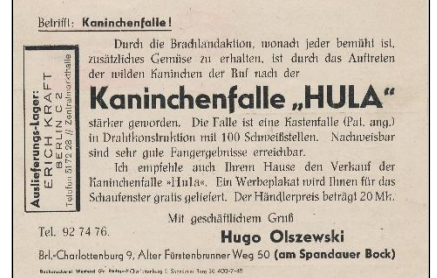 Betrifft: Kaninchenfalle!
Durch die Brachlandaktion, wonach jeder bemüht ist,
zusätzliches Gemüse zu erhalten, ist durch das Auftreten
der wilden Kaninchen der Ruf nach der
Kaninchenfalle „HULA"
stärker geworden. Die Falle ist eine Kastenfalle (Pat. ang.)
in Drahtkonstruktion mit 100 Schweißstellen. Nachweisbar
sind sehr gute Fangergebnisse erreichbar.
Ich empfehle auch Ihrem Hause den Verkauf der
Kaninchenfalle »Hula«. Ein Werbeplakat wird Ihnen für das
Schaufenster gratis geliefert. Der Händlerpreis beträgt 20 Mk.
Mit geschäftlichem Gruß
Tel. 92 74 76.
Hugo Olszewski
Brl.-Charlottenburg 9, Alter Fürstenbrunner Weg 50 (am Spandauer Bock)
Auslieferungs-Lager:
ERICH KRAFT
BERLIN C 2
Telefon 51 72 28 // Zentralmarkthalle